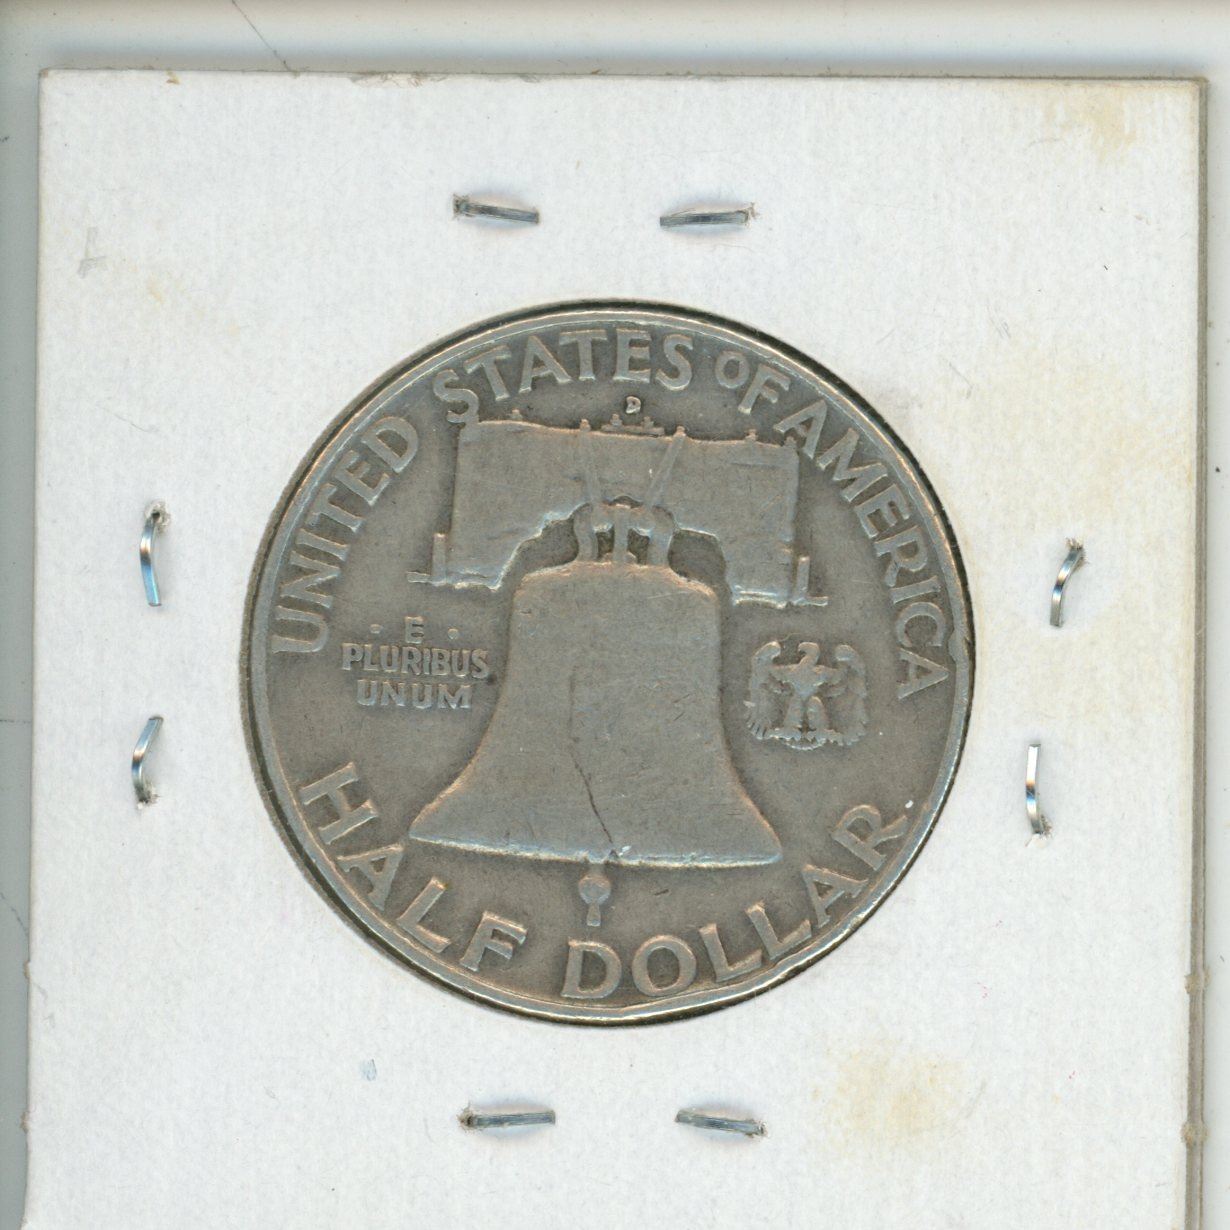 UNITED STATES OF AMERICA
D
· E ·
PLURIBUS
UNUM
HALF DOLLAR